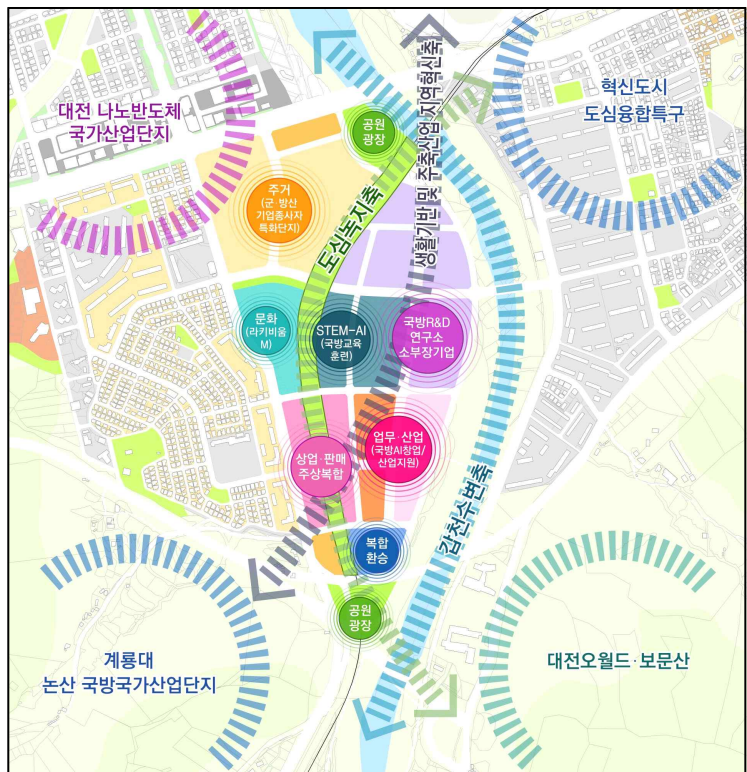 대전 나노반도체
국가산업단지
혁신도시
도심융합특구
공원
광장
생활기반 및 주축산업 지역혁신축
주거
(군·방산
기업종사자
특화단지)
도심녹지축
문화
(라키비움
M)
STEM-AI
(국방교육
훈련)
국방R&D
연구소
소부장기업
상업·판매
주상복합
업무·산업
(국방AI창업/
산업지원)
갑천수변축
복합
환승
공원
광장
계룡대
논산 국방국가산업단지
대전오월드·보문산